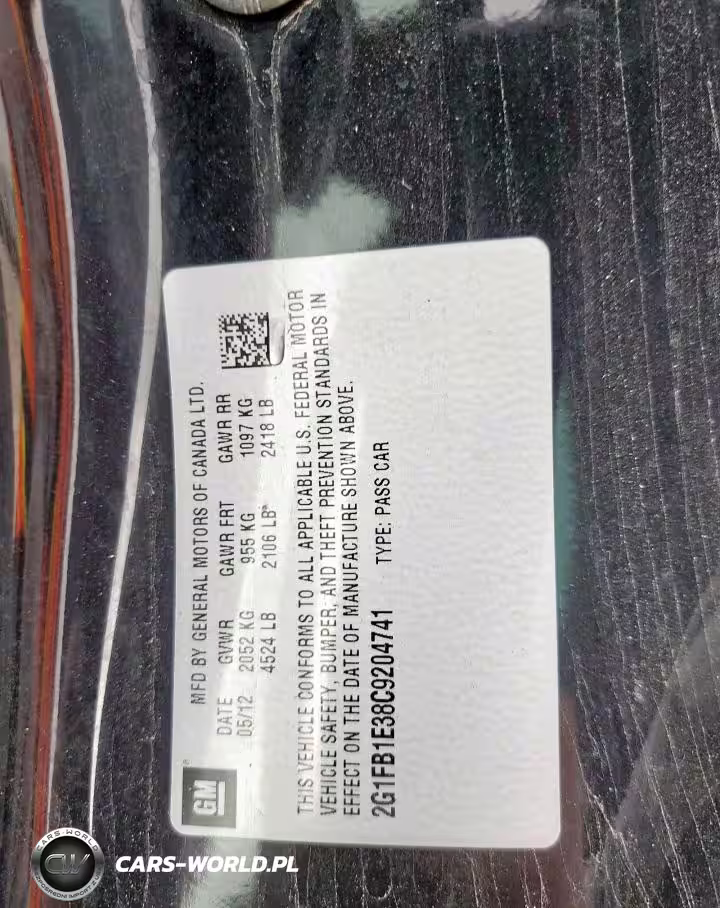 MFD BY GENERAL MOTORS OF CANADA LTD.
DATE GVWR GAWR FRT GAWR RR
05/12 2052 KG 955 KG 1097 KG
4524 LB 2106 LB 2418 LB
THIS VEHICLE CONFORMS TO ALL APPLICABLE U.S. FEDERAL MOTOR
VEHICLE SAFETY, BUMPER, AND THEFT PREVENTION STANDARDS IN
EFFECT ON THE DATE OF MANUFACTURE SHOWN ABOVE.
2G1FB1E38C9204741 TYPE: PASS CAR
GM
CARS-WORLD
CW
CARS-WORLD.PL